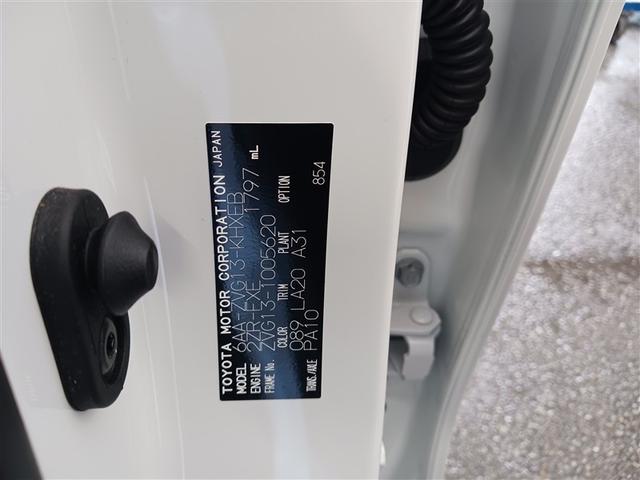 TOYOTA MOTOR CORPORATION JAPAN
MODEL 6AA-ZVG13-KHXEB
ENGINE 2ZR-FXE 1797 mL
FRAME No. ZVG13-1005620
COLOR TRIM PLANT OPTION
089 LA20 A31 854
TRANS./AXLE PA10